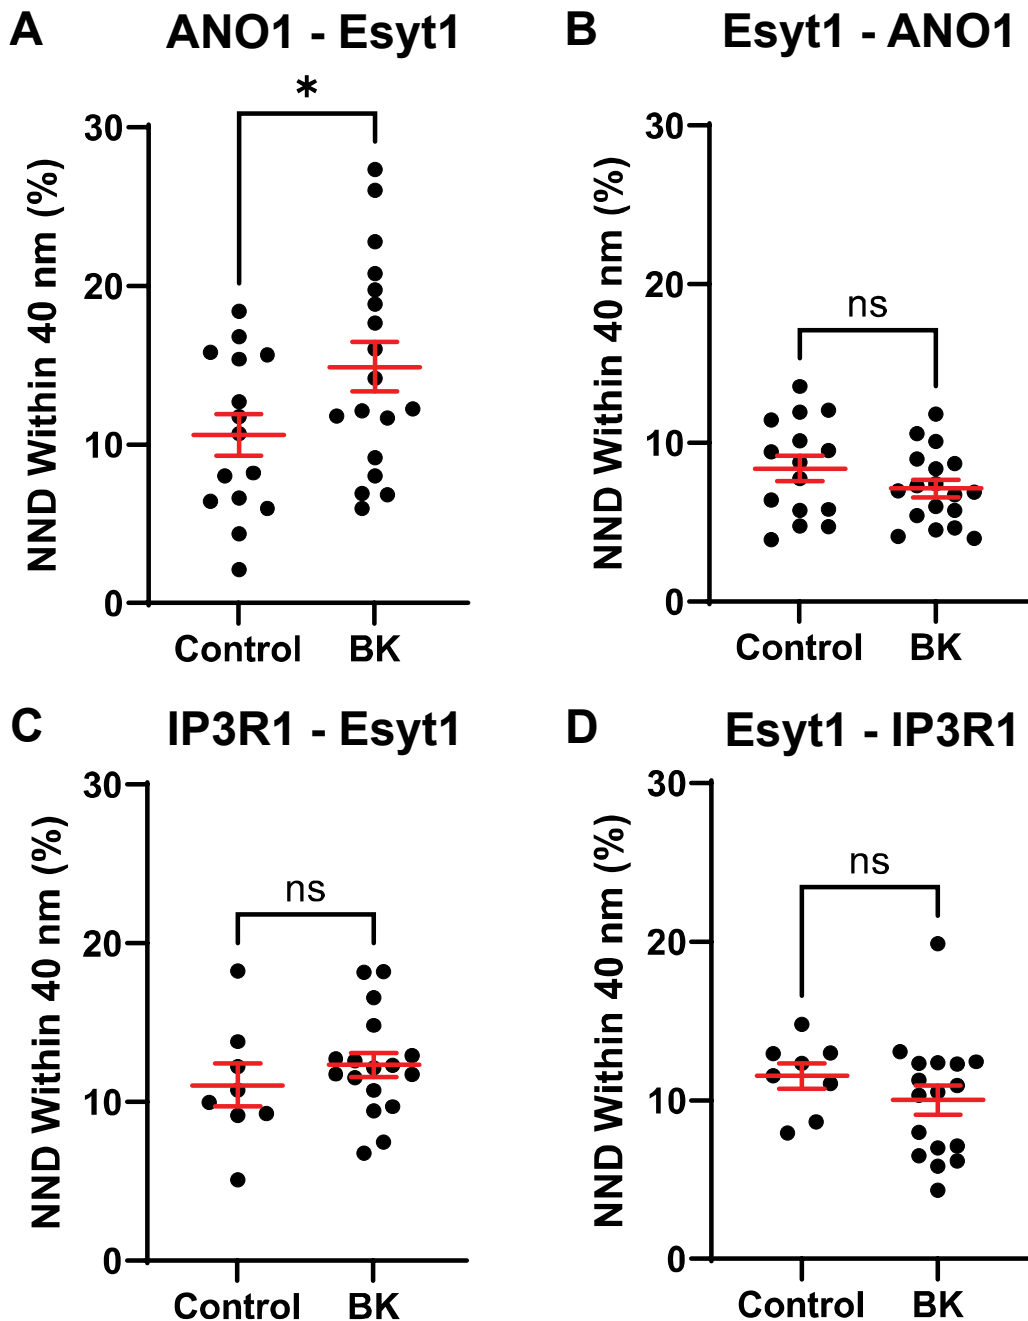 A
ANO1 - Esyt1
*
30
20
10
0
NND Within 40 nm (%)
Control
BK
B
Esyt1 - ANO1
ns
30
20
10
0
NND Within 40 nm (%)
Control
BK
C
IP3R1 - Esyt1
ns
30
20
10
0
NND Within 40 nm (%)
Control
BK
D
Esyt1 - IP3R1
ns
30
20
10
0
NND Within 40 nm (%)
Control
BK